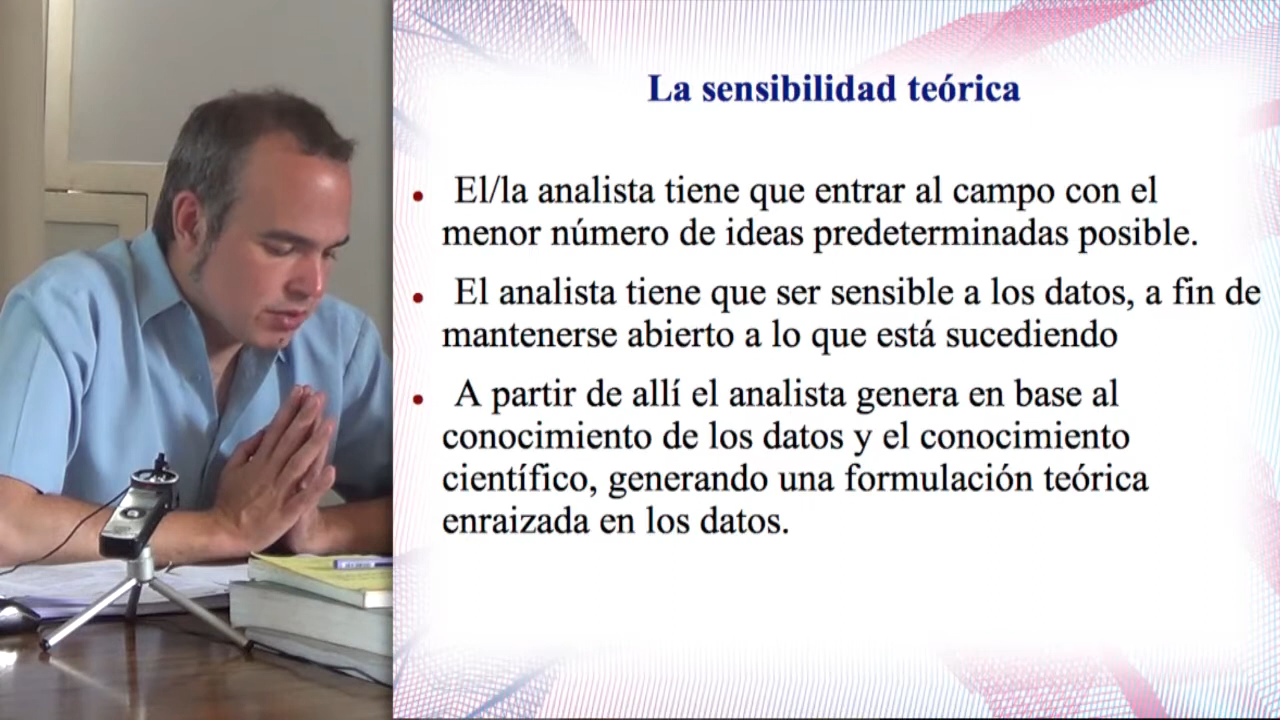 La sensibilidad teórica
• El/la analista tiene que entrar al campo con el
menor número de ideas predeterminadas posible.
• El analista tiene que ser sensible a los datos, a fin de
mantenerse abierto a lo que está sucediendo
• A partir de allí el analista genera en base al
conocimiento de los datos y el conocimiento
científico, generando una formulación teórica
enraizada en los datos.